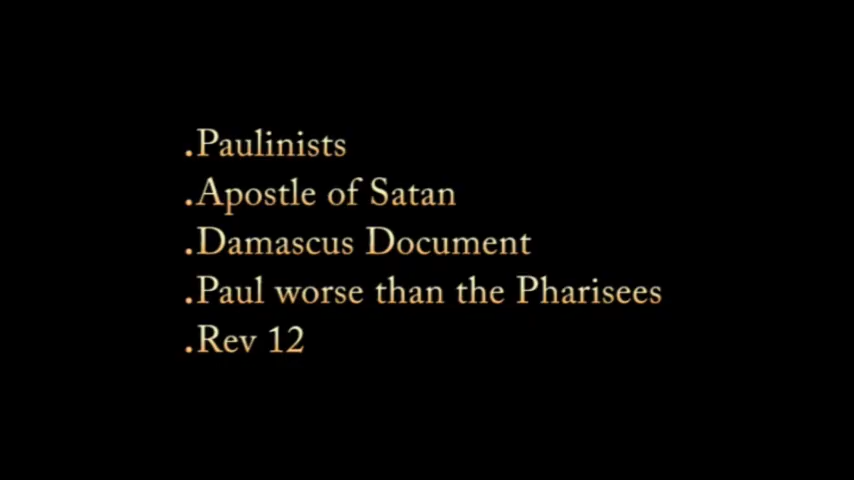 .Paulinists
.Apostle of Satan
.Damascus Document
.Paul worse than the Pharisees
.Rev 12